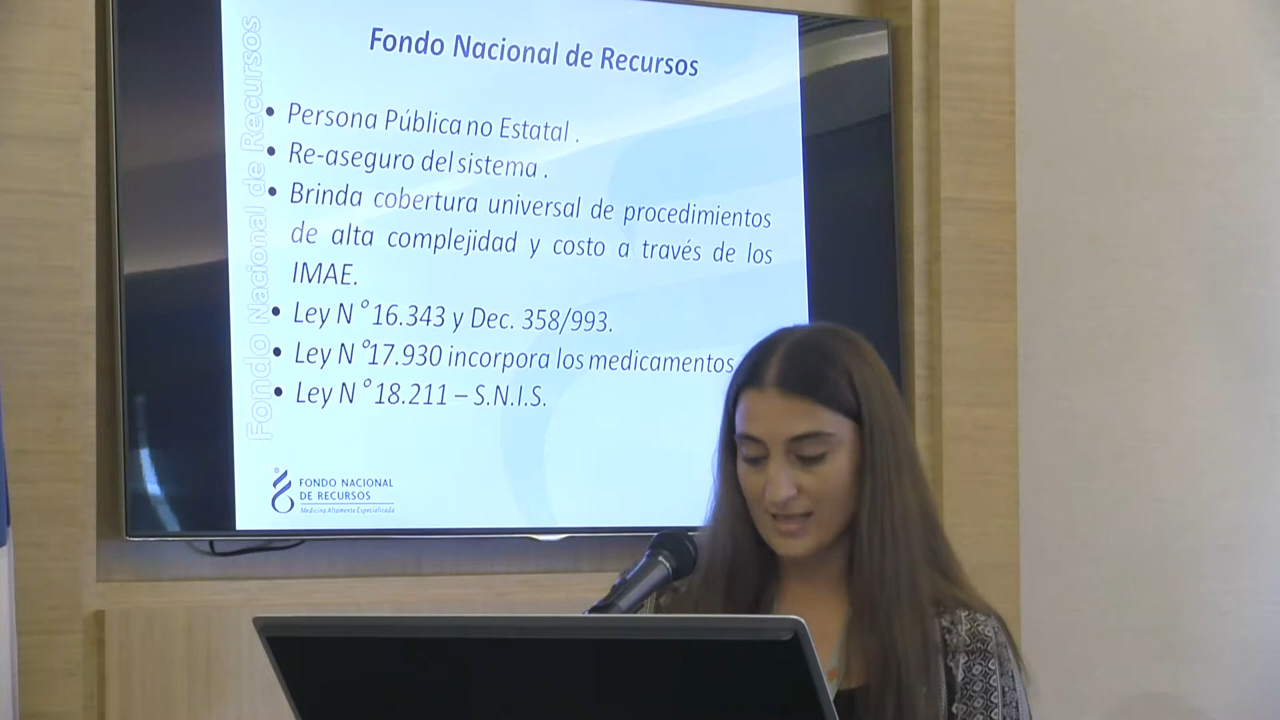 Fondo Nacional de Recursos
Fondo Nacional de Recursos
• Persona Pública no Estatal .
• Re-aseguro del sistema .
• Brinda cobertura universal de procedimientos
de alta complejidad y costo a través de los
IMAE.
• Ley N ° 16.343 y Dec. 358/993.
• Ley N °17.930 incorpora los medicamentos
• Ley N ° 18.211 – S.N.I.S.
FONDO NACIONAL
DE RECURSOS
Medicina Altamente Especializada